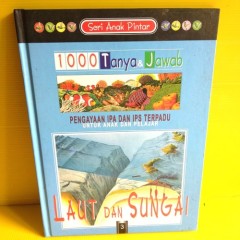 Seri Anak Pintar
1000 Tanya & Jawab
PENGAYAAN IPA DAN IPS TERPADU
UNTUK ANAK DAN PELAJAR
LAUT DAN SUNGAI
3